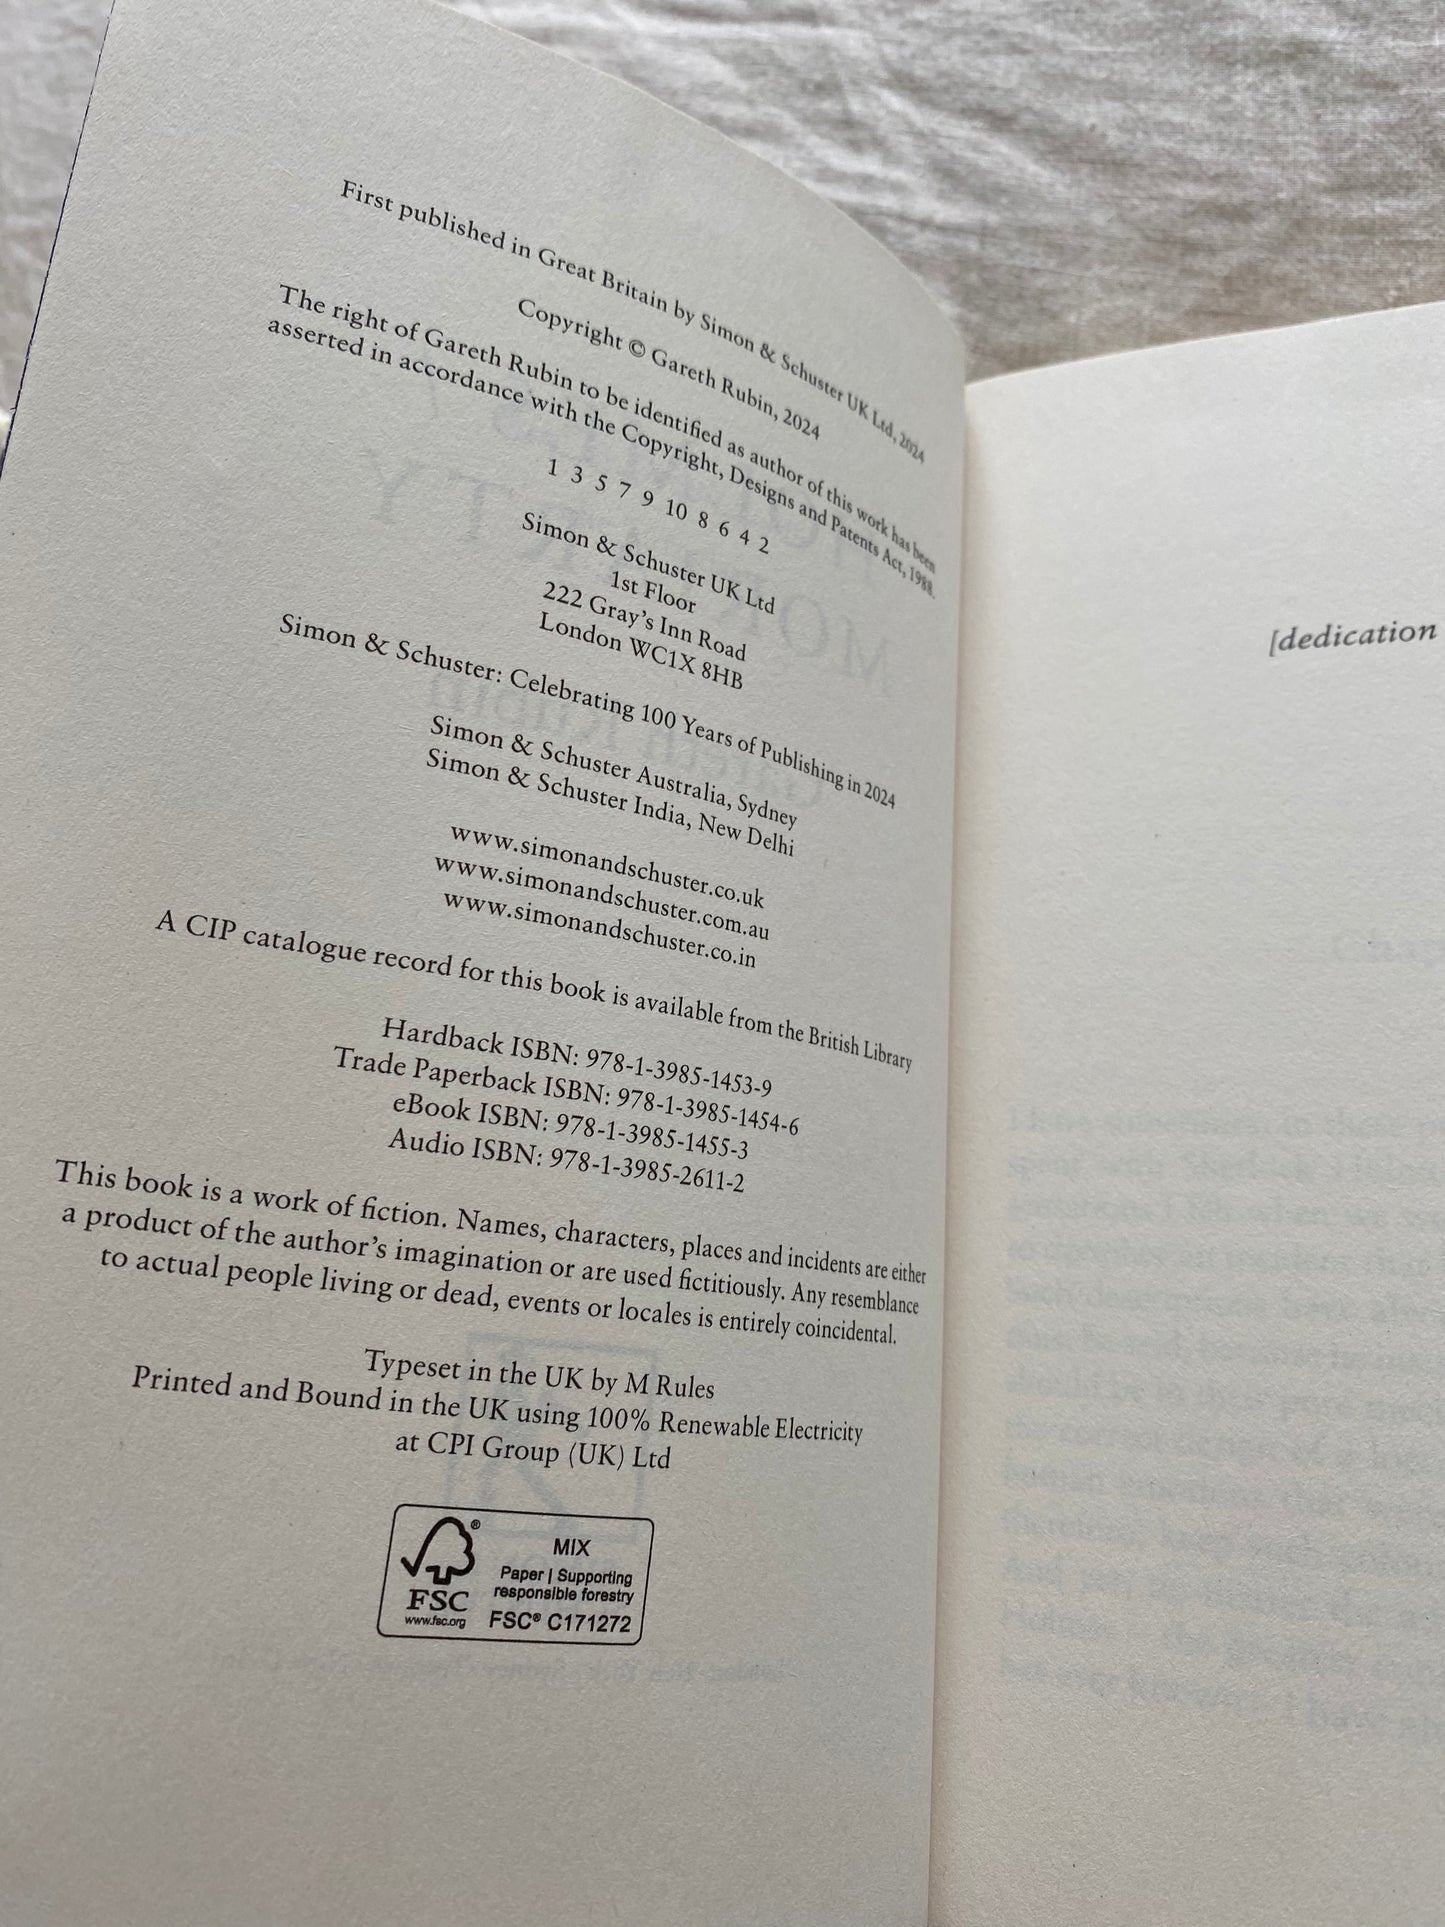 First published in Great Britain by Simon & Schuster UK Ltd, 2024
Copyright © Gareth Rubin, 2024
The right of Gareth Rubin to be identified as author of this work has been
asserted in accordance with the Copyright, Designs and Patents Act, 1988.
1 3 5 7 9 10 8 6 4 2
Simon & Schuster UK Ltd
1st Floor
222 Gray's Inn Road
London WC1X 8HB
Simon & Schuster: Celebrating 100 Years of Publishing in 2024
Simon & Schuster Australia, Sydney
Simon & Schuster India, New Delhi
www.simonandschuster.co.uk
www.simonandschuster.com.au
www.simonandschuster.co.in
A CIP catalogue record for this book is available from the British Library
Hardback ISBN: 978-1-3985-1453-9
Trade Paperback ISBN: 978-1-3985-1454-6
eBook ISBN: 978-1-3985-1455-3
Audio ISBN: 978-1-3985-2611-2
This book is a work of fiction. Names, characters, places and incidents are either
a product of the author's imagination or are used fictitiously. Any resemblance
to actual people living or dead, events or locales is entirely coincidental.
Typeset in the UK by M Rules
Printed and Bound in the UK using 100% Renewable Electricity
at CPI Group (UK) Ltd
FSC®
www.fsc.org
MIX
Paper | Supporting
responsible forestry
FSC® C171272
[dedication